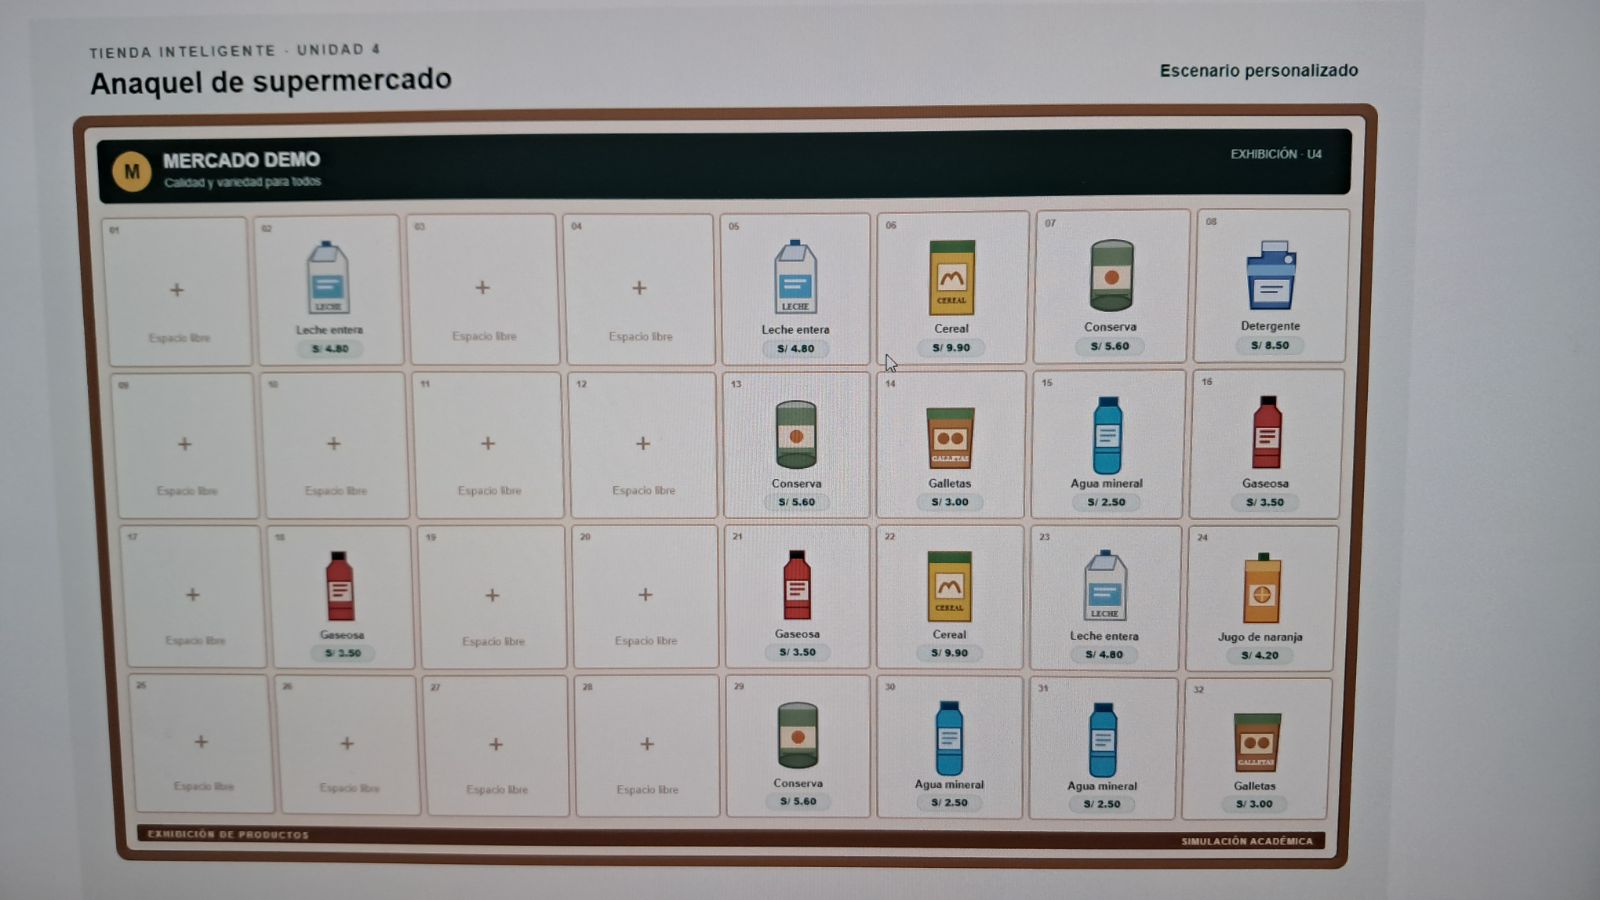 TIENDA INTELIGENTE · UNIDAD 4
Anaquel de supermercado
Escenario personalizado
M
MERCADO DEMO
Calidad y variedad para todos
EXHIBICIÓN · U4
01
+
Espacio libre
02
LECHE
Leche entera
S/ 4.80
03
+
Espacio libre
04
+
Espacio libre
05
LECHE
Leche entera
S/ 4.80
06
CEREAL
Cereal
S/ 9.90
07
Conserva
S/ 5.60
08
Detergente
S/ 8.50
09
+
Espacio libre
10
+
Espacio libre
11
+
Espacio libre
12
+
Espacio libre
13
Conserva
S/ 5.60
14
GALLETAS
Galletas
S/ 3.00
15
Agua mineral
S/ 2.50
16
Gaseosa
S/ 3.50
17
+
Espacio libre
18
Gaseosa
S/ 3.50
19
+
Espacio libre
20
+
Espacio libre
21
Gaseosa
S/ 3.50
22
CEREAL
Cereal
S/ 9.90
23
LECHE
Leche entera
S/ 4.80
24
Jugo de naranja
S/ 4.20
25
+
Espacio libre
26
+
Espacio libre
27
+
Espacio libre
28
+
Espacio libre
29
Conserva
S/ 5.60
30
Agua mineral
S/ 2.50
31
Agua mineral
S/ 2.50
32
GALLETAS
Galletas
S/ 3.00
EXHIBICIÓN DE PRODUCTOS
SIMULACIÓN ACADÉMICA